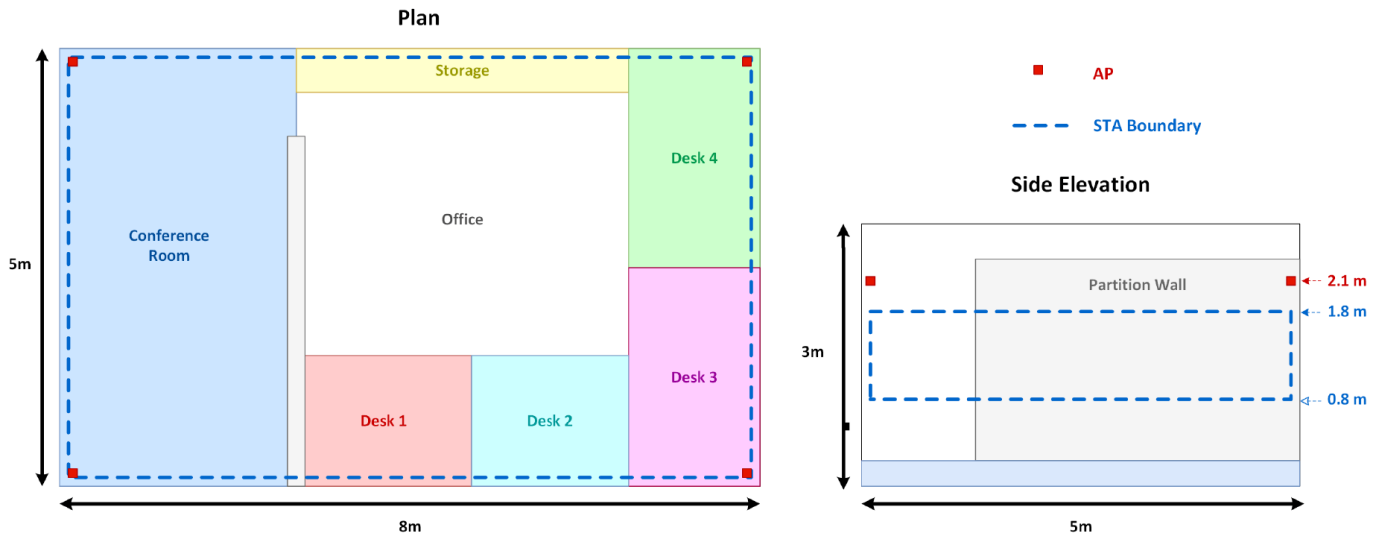 Plan
Storage
AP
STA Boundary
Desk 4
Side Elevation
Office
Conference
Room
5m
Partition Wall
2.1 m
1.8 m
3m
Desk 3
0.8 m
Desk 1
Desk 2
8m
5m